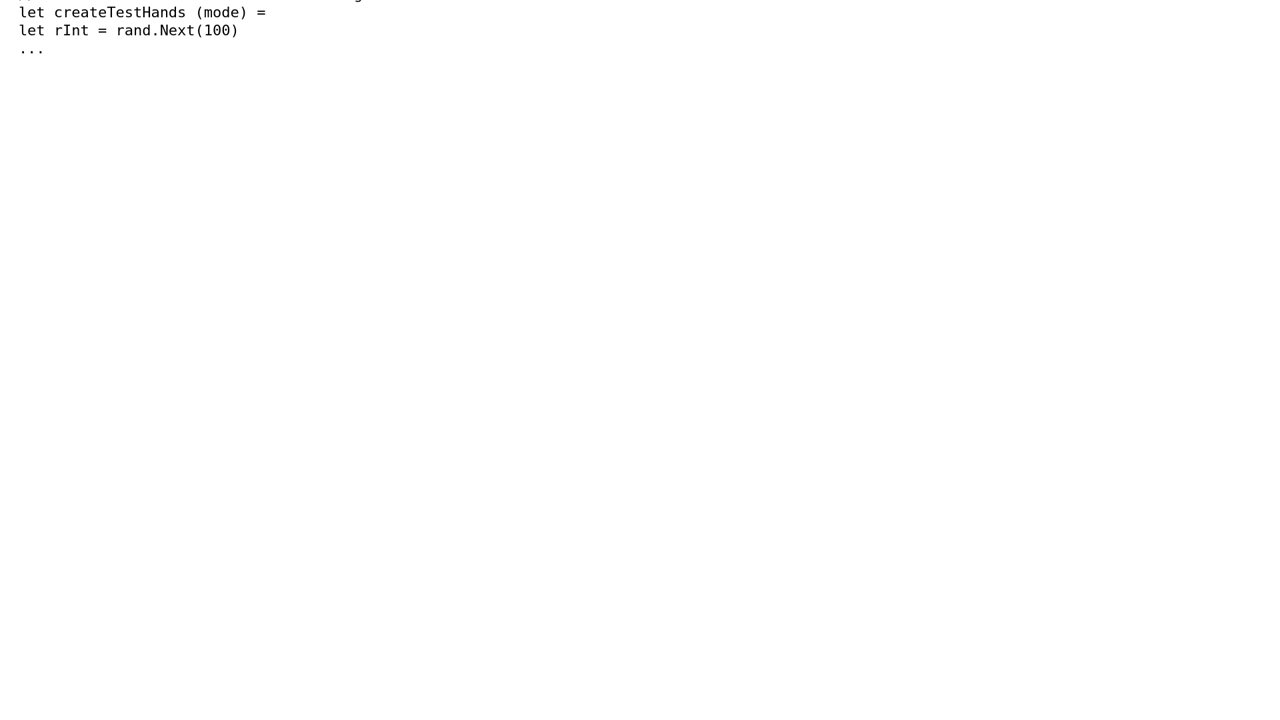 let createTestHands (mode) =
let rInt = rand.Next(100)
...